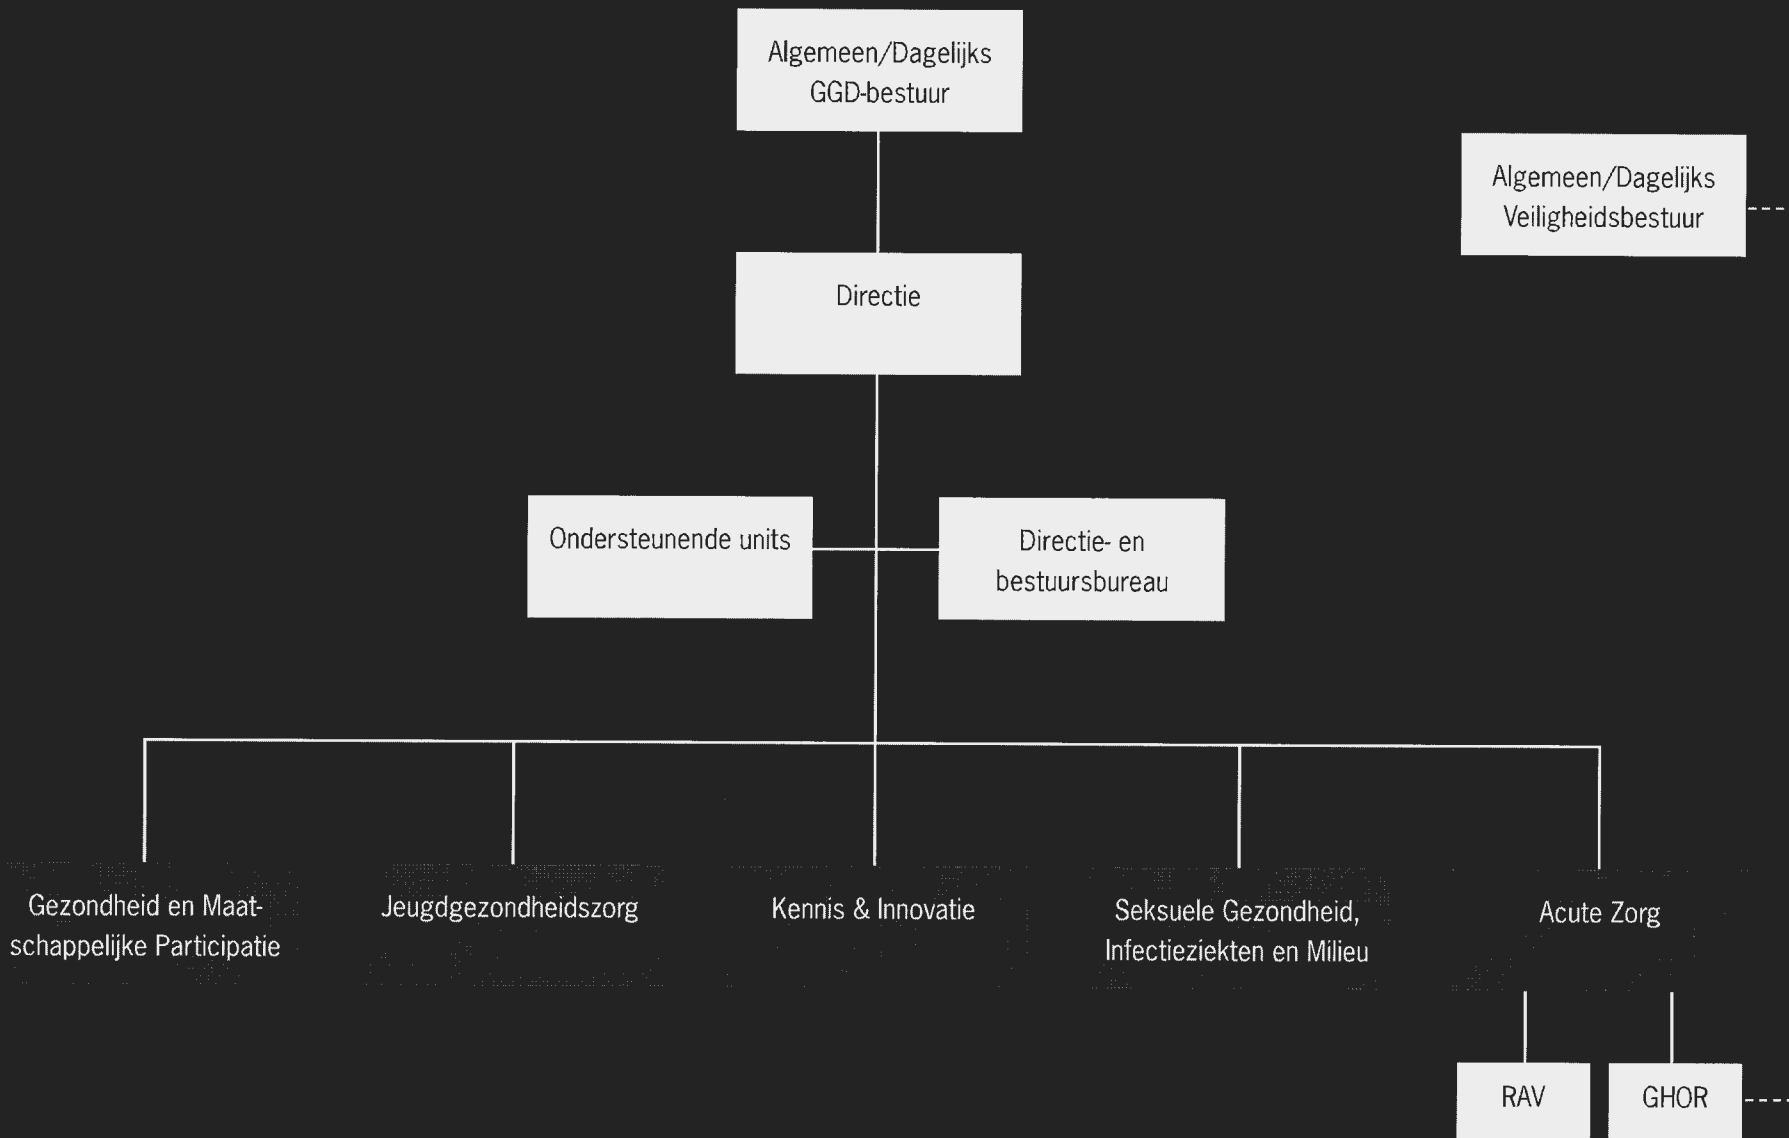 Algemeen/Dagelijks
GGD-bestuur
Algemeen/Dagelijks
Veiligheidsbestuur
Directie
Ondersteunende units
Directie- en
bestuursbureau
Gezondheid en Maat-
schappelijke Participatie
Jeugdgezondheidszorg
Kennis & Innovatie
Seksuele Gezondheid,
Infectieziekten en Milieu
Acute Zorg
RAV
GHOR